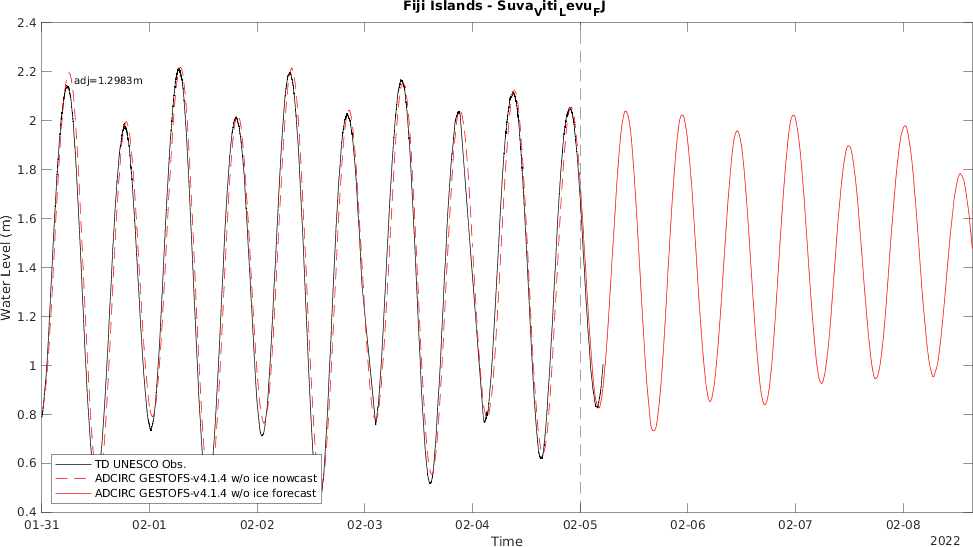 Fiji Islands - Suva_Viti_Levu_FJ
2.4
2.2
adj=1.2983m
2
1.8
1.6
1.4
1.2
1
0.8
0.6
0.4
Water Level (m)
TD UNESCO Obs.
ADCIRC GESTOFS-v4.1.4 w/o ice nowcast
ADCIRC GESTOFS-v4.1.4 w/o ice forecast
01-31 02-01 02-02 02-03 02-04 02-05 02-06 02-07 02-08
Time
2022